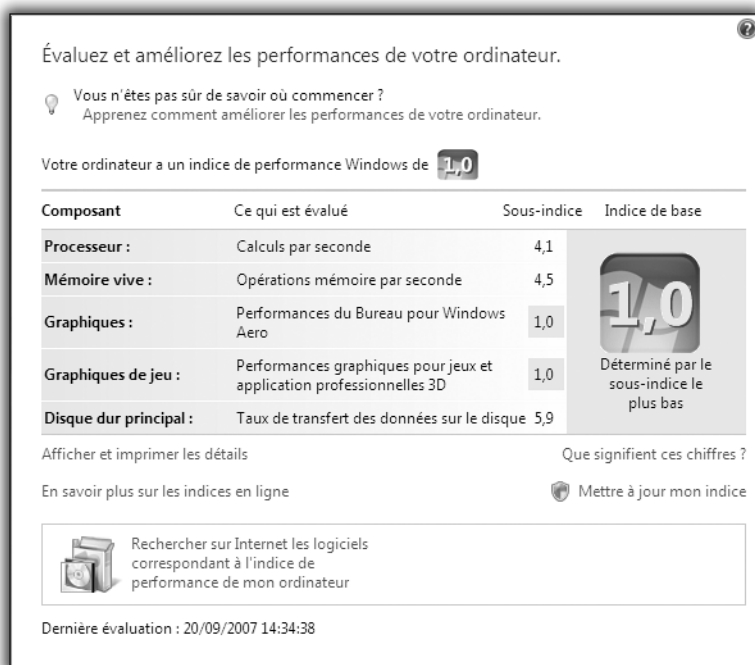 Évaluez et améliorez les performances de votre ordinateur.
Vous n'êtes pas sûr de savoir où commencer ?
Apprenez comment améliorer les performances de votre ordinateur.
Votre ordinateur a un indice de performance Windows de 1,0
Composant Ce qui est évalué Sous-indice Indice de base
Processeur : Calculs par seconde 4,1
Mémoire vive : Opérations mémoire par seconde 4,5
Graphiques : Performances du Bureau pour Windows
Aero 1,0
Graphiques de jeu : Performances graphiques pour jeux et
application professionnelles 3D 1,0
Disque dur principal : Taux de transfert des données sur le disque 5,9
1,0
Déterminé par le
sous-indice le
plus bas
Afficher et imprimer les détails Que signifient ces chiffres ?
En savoir plus sur les indices en ligne Mettre à jour mon indice
Rechercher sur Internet les logiciels
correspondant à l'indice de
performance de mon ordinateur
Dernière évaluation : 20/09/2007 14:34:38